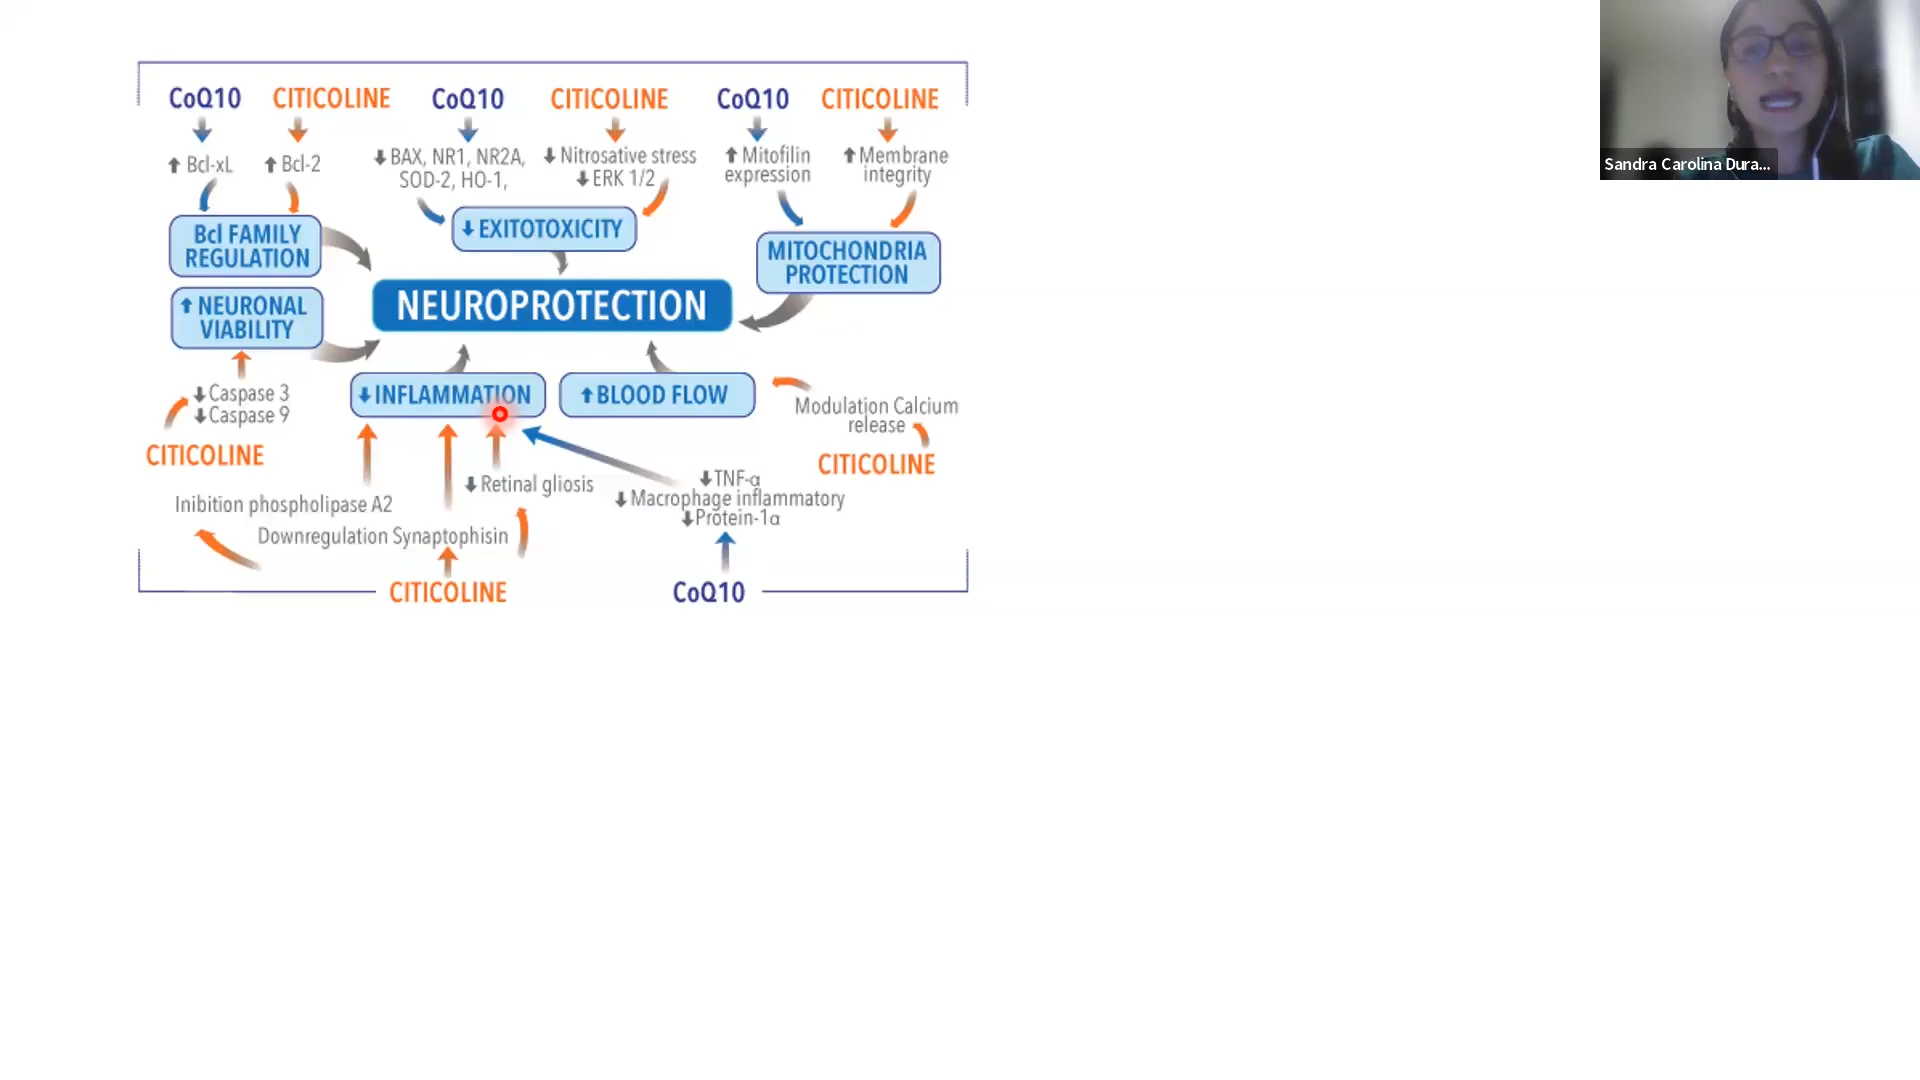 CoQ10 CITICOLINE CoQ10 CITICOLINE CoQ10 CITICOLINE
⬆ Bcl-xL ⬆ Bcl-2
⬇ BAX, NR1, NR2A,
SOD-2, HO-1,
⬇ Nitrosative stress
⬇ ERK 1/2
⬆ Mitofilin
expression
⬆ Membrane
integrity
Bcl FAMILY
REGULATION
⬇ EXITOTOXICITY
MITOCHONDRIA
PROTECTION
⬆ NEURONAL
VIABILITY
NEUROPROTECTION
⬇ Caspase 3
⬇ Caspase 9
CITICOLINE
⬇ INFLAMMATION
⬆ BLOOD FLOW
Modulation Calcium
release
CITICOLINE
Inibition phospholipase A2
Downregulation Synaptophisin
⬇ Retinal gliosis
⬇ TNF-α
⬇ Macrophage inflammatory
⬇ Protein-1α
CITICOLINE
CoQ10
Sandra Carolina Dura...